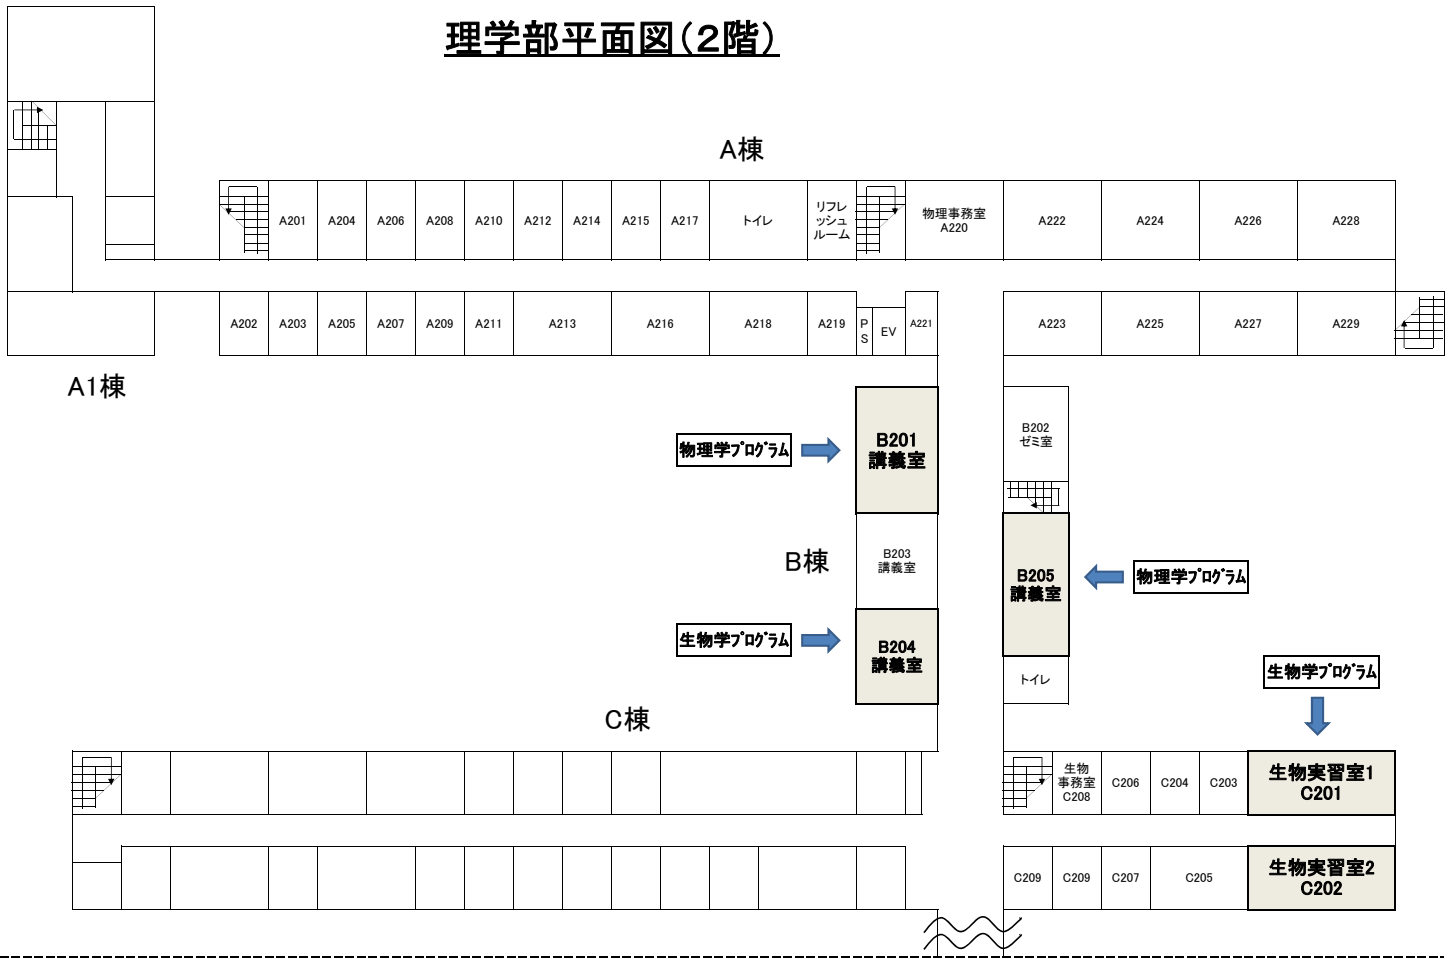 理学部平面図（２階）
A棟
A201
A204
A206
A208
A210
A212
A214
A215
A217
トイレ
リフレ
ッシュ
ルーム
物理事務室
A220
A222
A224
A226
A228
A202
A203
A205
A207
A209
A211
A213
A216
A218
A219
P
S
EV
A221
A223
A225
A227
A229
A1棟
物理学プログラム
B201
講義室
B202
ゼミ室
B棟
B203
講義室
B205
講義室
物理学プログラム
生物学プログラム
B204
講義室
トイレ
生物学プログラム
C棟
生物
事務室
C208
C206
C204
C203
生物実習室1
C201
C209
C209
C207
C205
生物実習室2
C202